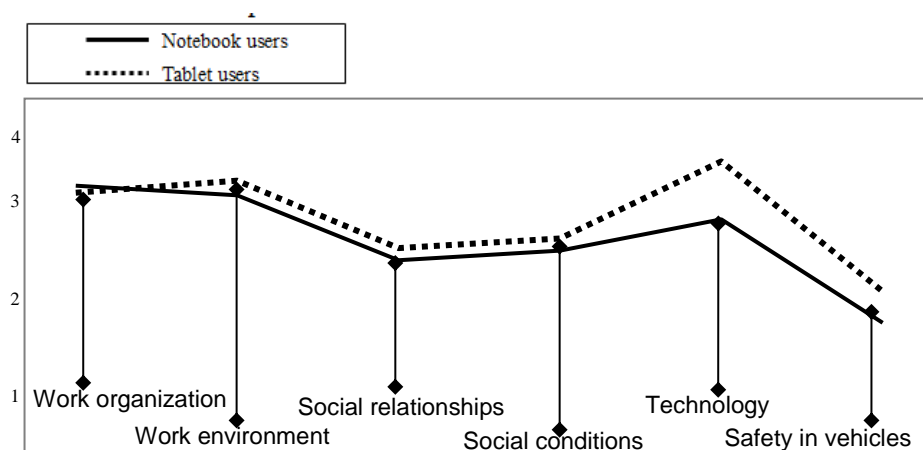 Notebook users
Tablet users
4
3
2
1
Work organization
Work environment
Social relationships
Social conditions
Technology
Safety in vehicles